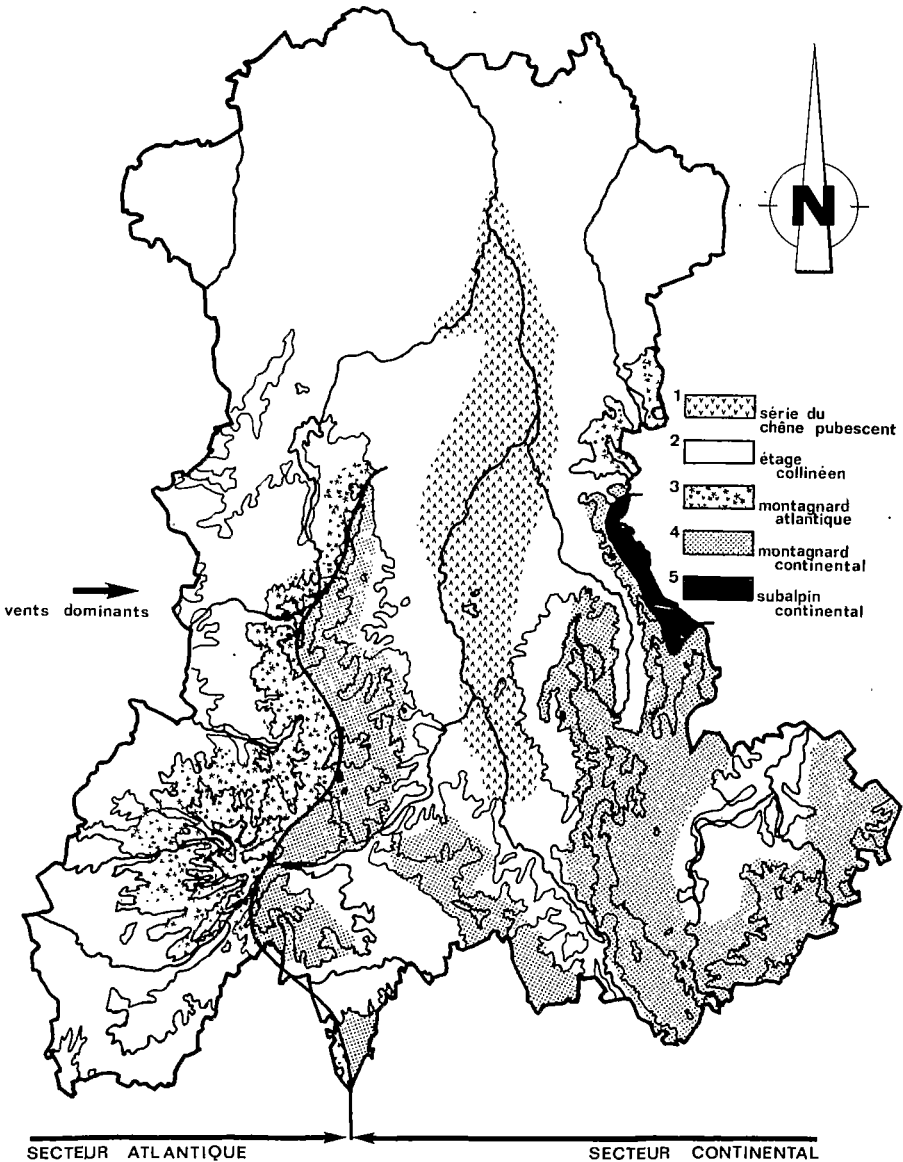 N
1
série du
chêne pubescent
2
étage
collinéen
3
montagnard
atlantique
4
montagnard
continental
5
subalpin
continental
vents dominants
SECTEUR ATLANTIQUE
SECTEUR CONTINENTAL